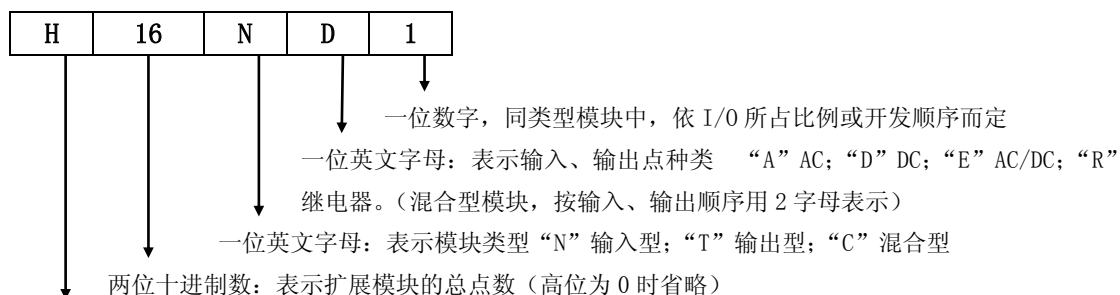 H 16 N D 1
一位数字，同类型模块中，依 I/O 所占比例或开发顺序而定
一位英文字母：表示输入、输出点种类 “A”AC；“D”DC；“E”AC/DC；“R”
继电器。（混合型模块，按输入、输出顺序用 2 字母表示）
一位英文字母：表示模块类型“N”输入型；“T”输出型；“C”混合型
两位十进制数：表示扩展模块的总点数（高位为 0 时省略）